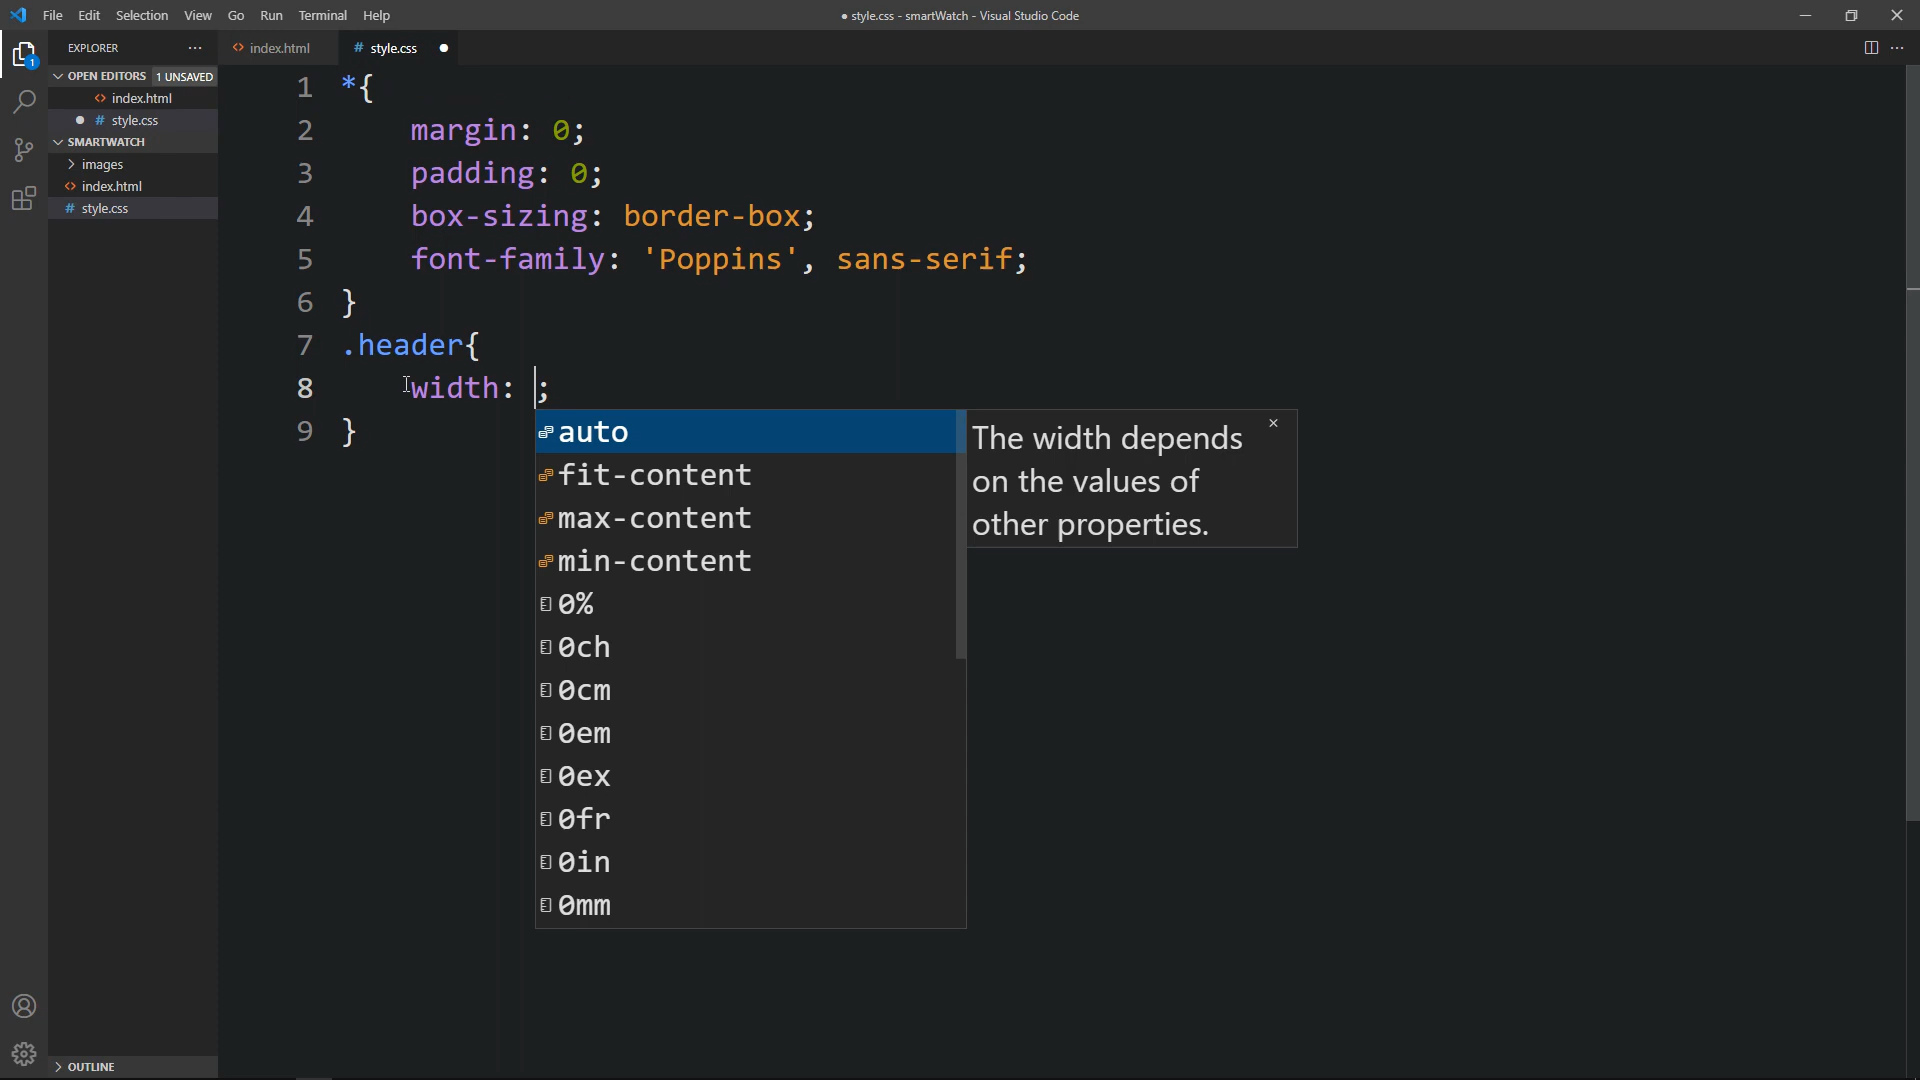 File Edit Selection View Go Run Terminal Help
● style.css - smartWatch - Visual Studio Code
EXPLORER
index.html
# style.css
1
OPEN EDITORS 1 UNSAVED
index.html
# style.css
SMARTWATCH
images
index.html
# style.css
OUTLINE
1 *{
2 margin: 0;
3 padding: 0;
4 box-sizing: border-box;
5 font-family: 'Poppins', sans-serif;
6 }
7 .header{
8 width: ;
9 }
auto
fit-content
max-content
min-content
0%
0ch
0cm
0em
0ex
0fr
0in
0mm
The width depends
on the values of
other properties.